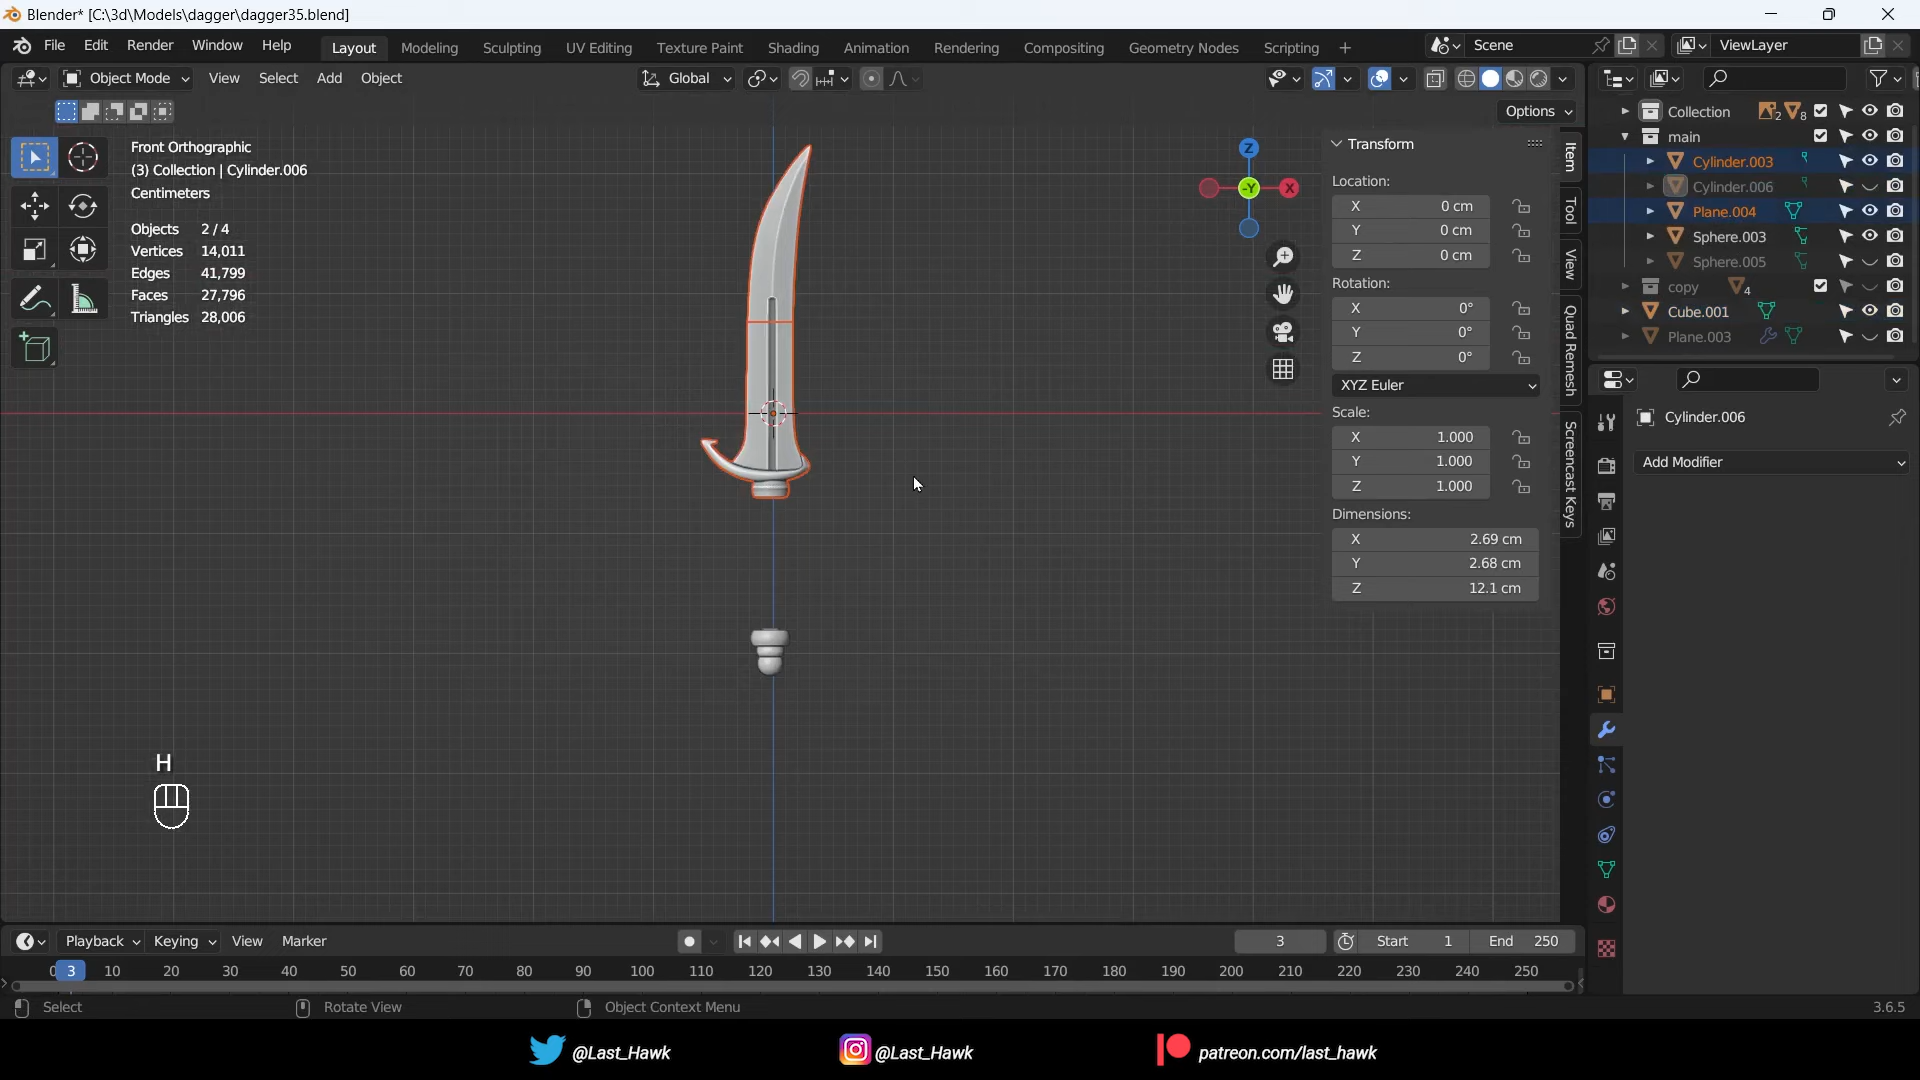 Blender* [C:\3d\Models\dagger\dagger35.blend]
File Edit Render Window Help Layout Modeling Sculpting UV Editing Texture Paint Shading Animation Rendering Compositing Geometry Nodes Scripting + Scene ViewLayer
Object Mode View Select Add Object Global
Options
Front Orthographic
(3) Collection | Cylinder.006
Centimeters
Objects 2/4
Vertices 14,011
Edges 41,799
Faces 27,796
Triangles 28,006
Z
-Y X
Transform
Location:
X 0 cm
Y 0 cm
Z 0 cm
Rotation:
X 0°
Y 0°
Z 0°
XYZ Euler
Scale:
X 1.000
Y 1.000
Z 1.000
Dimensions:
X 2.69 cm
Y 2.68 cm
Z 12.1 cm
Item
Tool
View
Quad Remesh
Screencast Keys
Collection 2 8
main
Cylinder.003
Cylinder.006
Plane.004
Sphere.003
Sphere.005
copy 4
Cube.001
Plane.003
Cylinder.006
Add Modifier
H
Playback Keying View Marker 3 Start 1 End 250
0 3 10 20 30 40 50 60 70 80 90 100 110 120 130 140 150 160 170 180 190 200 210 220 230 240 250
Select Rotate View Object Context Menu 3.6.5
@Last_Hawk @Last_Hawk patreon.com/last_hawk